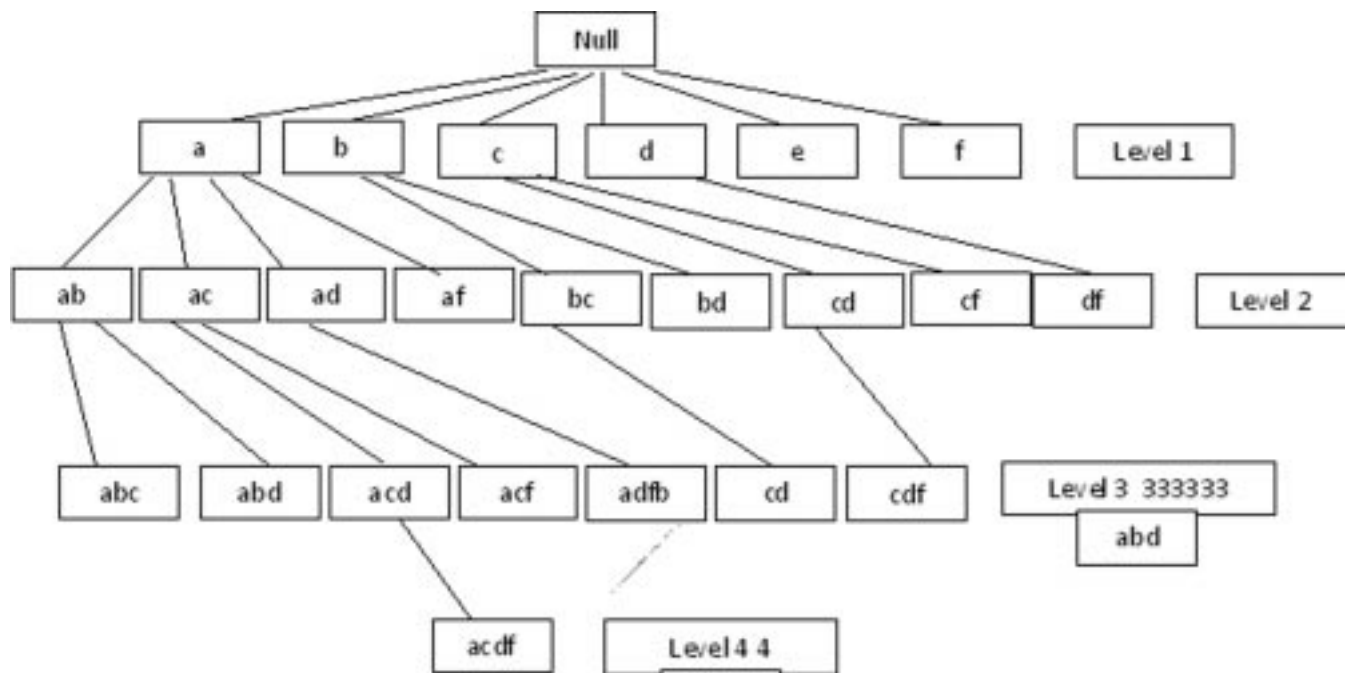 Null
a b c d e f Level 1
ab ac ad af bc bd cd cf df Level 2
abc abd acd acf adfb cd cdf Level 3 333333
abd
acdf Level 4 4